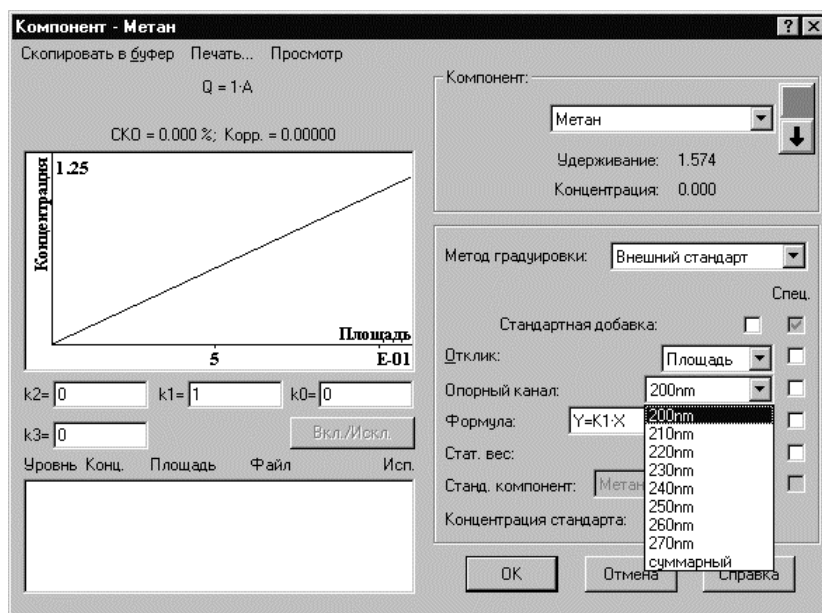 Компонент - Метан
Скопировать в буфер Печать... Просмотр
Q = 1·A
СКО = 0.000 %; Корр. = 0.00000
Концентрация
1.25
Площадь
5 E-01
k2= 0 k1= 1 k0= 0
k3= 0 Вкл./Искл.
Уровнь Конц. Площадь Файл Исп.
Компонент:
Метан
Удерживание: 1.574
Концентрация: 0.000
Метод градуировки: Внешний стандарт
Спец.
Стандартная добавка:
Отклик: Площадь
Опорный канал: 200nm
Формула: Y=K1·X
Стат. вес:
Станд. компонент: Метан
Концентрация стандарта:
200nm
210nm
220nm
230nm
240nm
250nm
260nm
270nm
суммарный
OK Отмена Справка